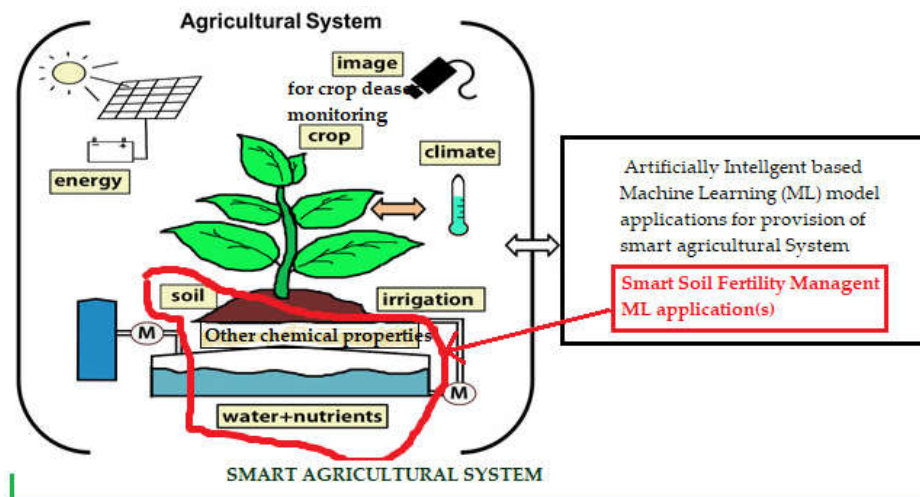 Agricultural System
image
for crop deases
monitoring
crop
climate
energy
Artificially Intellgent based
Machine Learning (ML) model
applications for provision of
smart agricultural System
Smart Soil Fertility Managent
ML application(s)
soil
irrigation
M
Other chemical properties
M
water+nutrients
SMART AGRICULTURAL SYSTEM